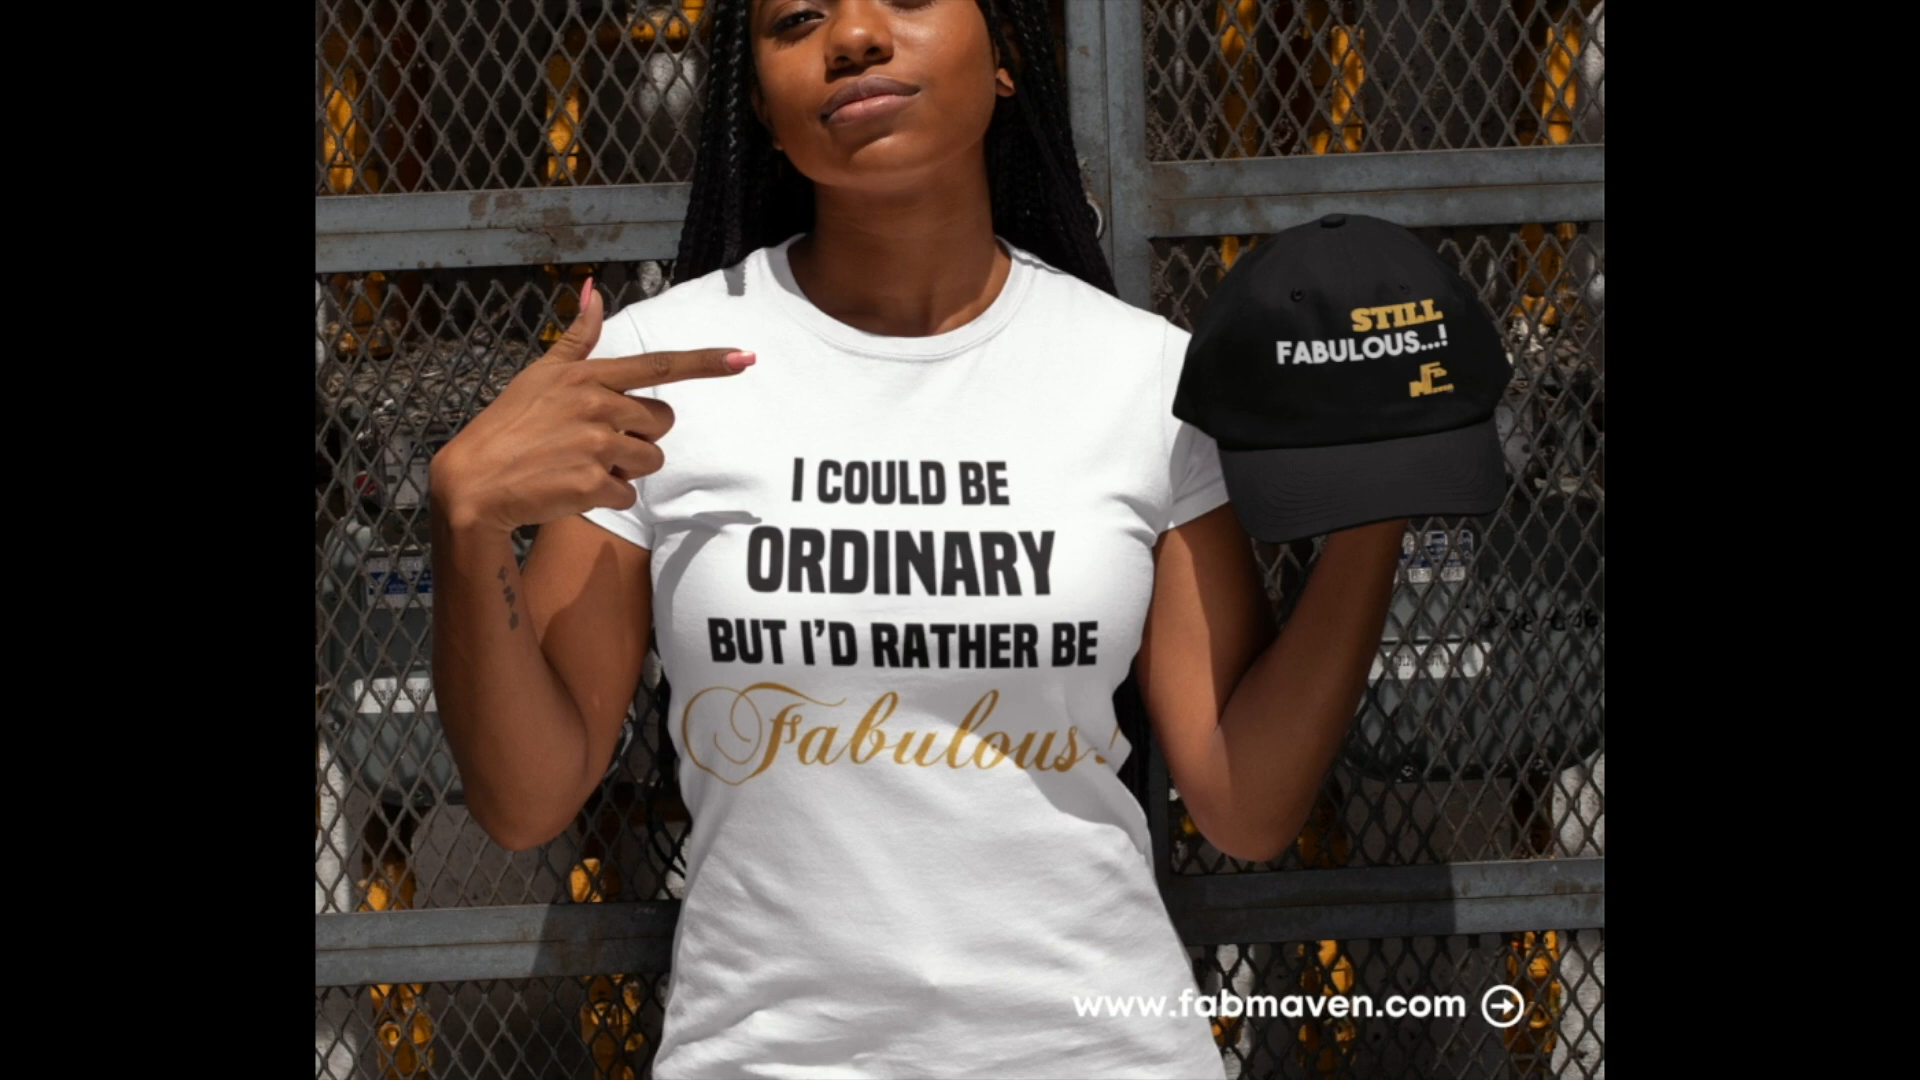 STILL
FABULOUS...!
I COULD BE
ORDINARY
BUT I'D RATHER BE
Fabulous!
www.fabmaven.com